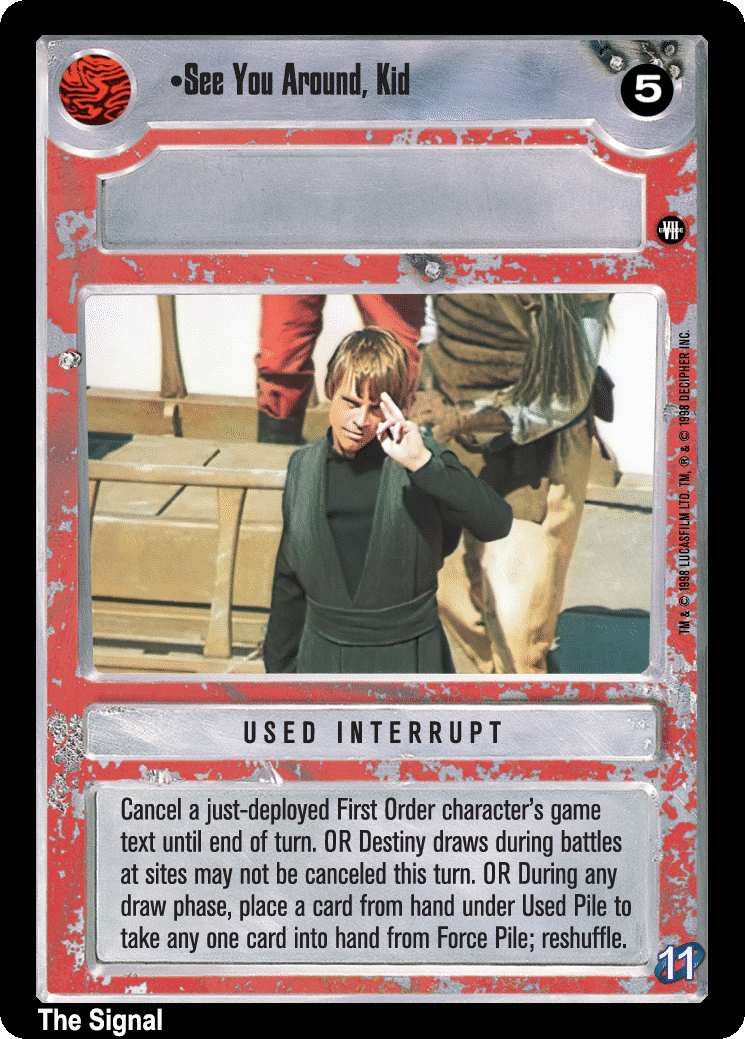 •See You Around, Kid
5
EPISODE
VII
TM & © 1998 LUCASFILM LTD. TM, ® & © 1998 DECIPHER INC.
USED INTERRUPT
Cancel a just-deployed First Order character's game
text until end of turn. OR Destiny draws during battles
at sites may not be canceled this turn. OR During any
draw phase, place a card from hand under Used Pile to
take any one card into hand from Force Pile; reshuffle.
11
The Signal